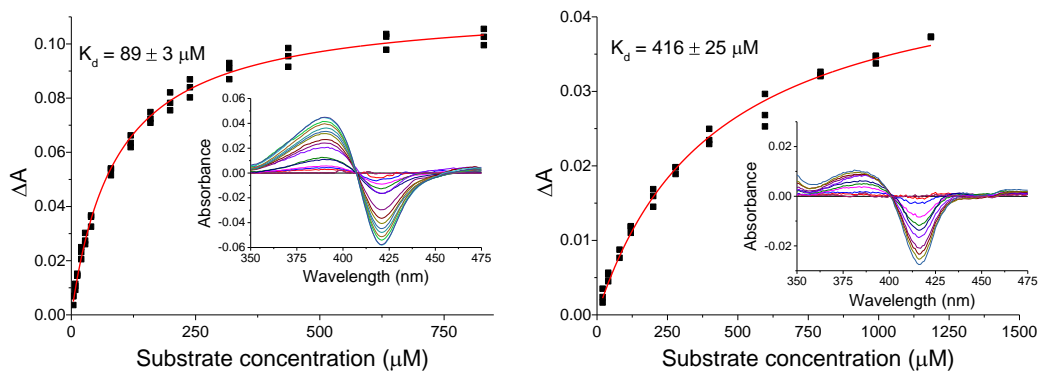 K_d = 89 ± 3 μM
ΔA
0.10
0.08
0.06
0.04
0.02
0.00
0 250 500 750
Substrate concentration (μM)
Absorbance
0.06
0.04
0.02
0.00
-0.02
-0.04
-0.06
350 375 400 425 450 475
Wavelength (nm)
K_d = 416 ± 25 μM
ΔA
0.04
0.03
0.02
0.01
0.00
0 250 500 750 1000 1250 1500
Substrate concentration (μM)
Absorbance
0.02
0.00
-0.02
350 375 400 425 450 475
Wavelength (nm)